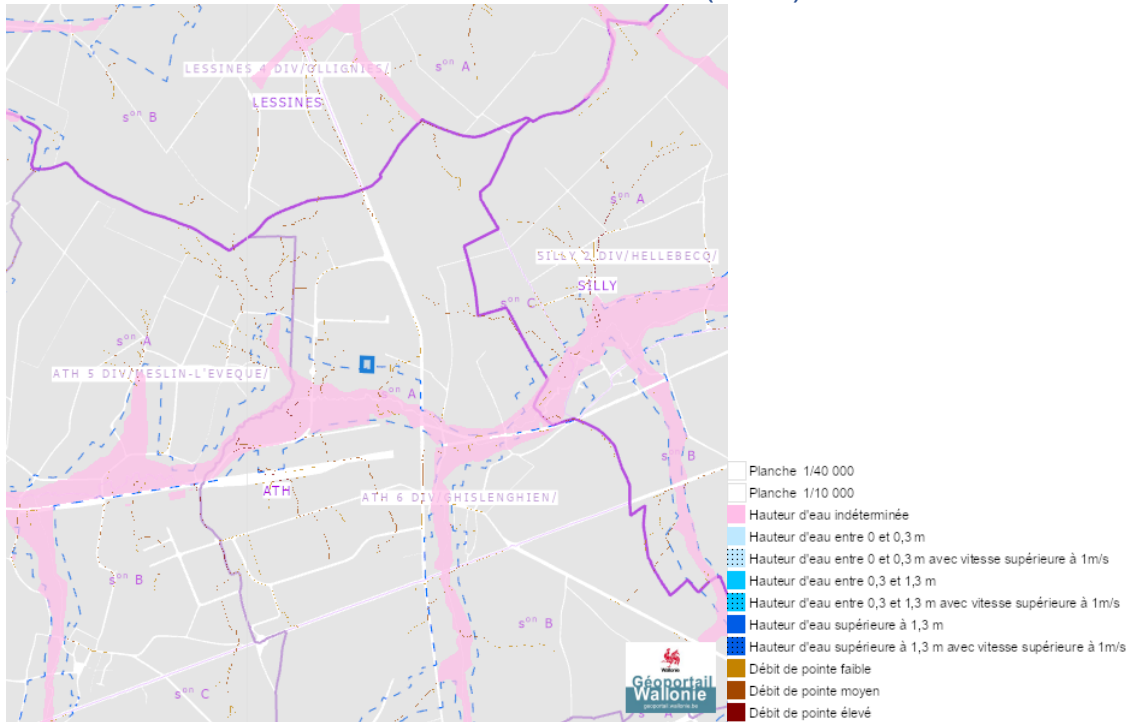 LESSINES 4 DIV/OLLIGNIES/
sᵒⁿ A
LESSINES
sᵒⁿ B
sᵒⁿ A
SILLY 2 DIV/HELLEBECQ/
SILLY
sᵒⁿ C
sᵒⁿ A
ATH 5 DIV/MESLIN-L'EVEQUE/
sᵒⁿ A
sᵒⁿ B
ATH
ATH 6 DIV/GHISLENGHIEN/
sᵒⁿ B
sᵒⁿ B
sᵒⁿ C
Wallonie
Géoportail
Wallonie
geoportail.wallonie.be
Planche 1/40 000
Planche 1/10 000
Hauteur d'eau indéterminée
Hauteur d'eau entre 0 et 0,3 m
Hauteur d'eau entre 0 et 0,3 m avec vitesse supérieure à 1m/s
Hauteur d'eau entre 0,3 et 1,3 m
Hauteur d'eau entre 0,3 et 1,3 m avec vitesse supérieure à 1m/s
Hauteur d'eau supérieure à 1,3 m
Hauteur d'eau supérieure à 1,3 m avec vitesse supérieure à 1m/s
Débit de pointe faible
Débit de pointe moyen
Débit de pointe élevé